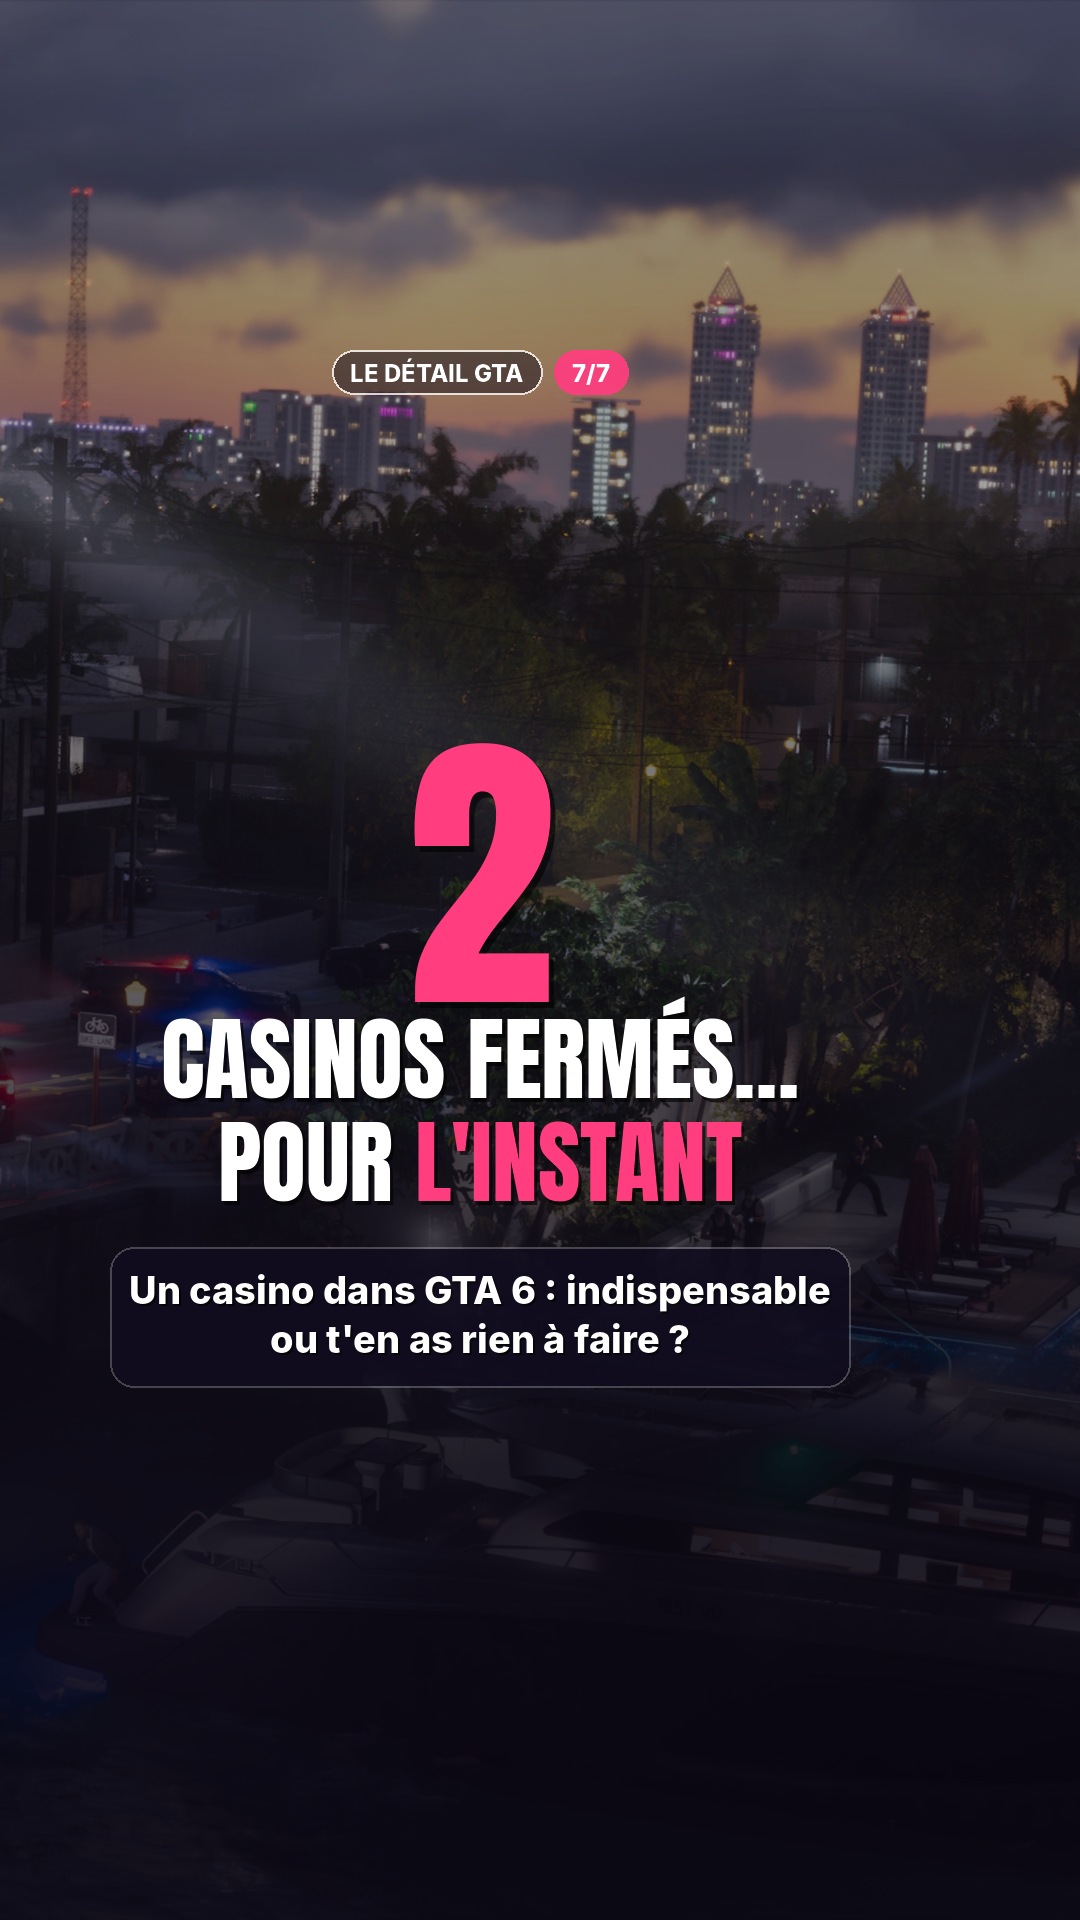 LE DÉTAIL GTA 7/7
2
CASINOS FERMÉS...
POUR L'INSTANT
Un casino dans GTA 6 : indispensable
ou t'en as rien à faire ?